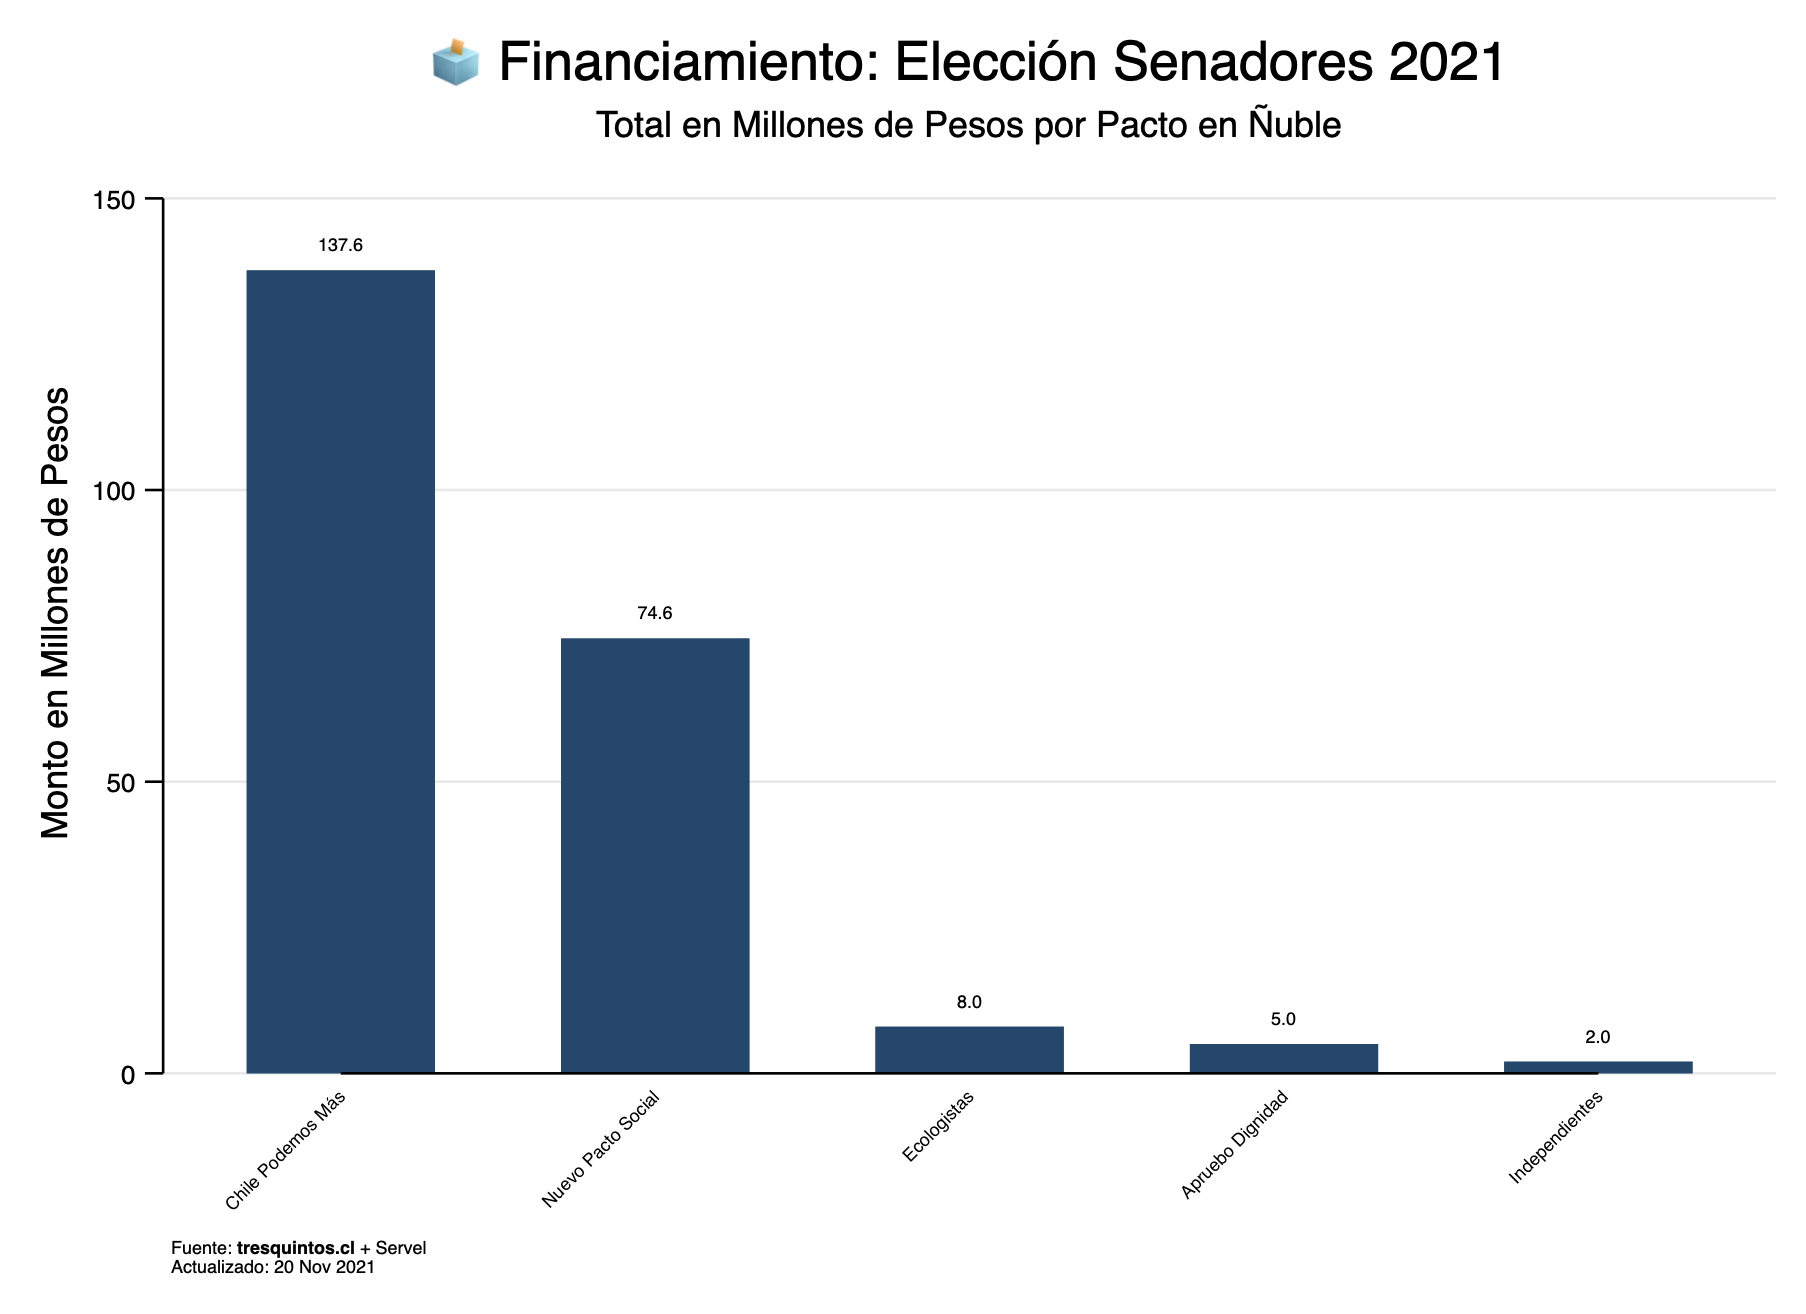 Financiamiento: Elección Senadores 2021
Total en Millones de Pesos por Pacto en Ñuble
Monto en Millones de Pesos
150
100
50
0
137.6
74.6
8.0
5.0
2.0
Chile Podemos Más
Nuevo Pacto Social
Ecologistas
Apruebo Dignidad
Independientes
Fuente: tresquintos.cl + Servel
Actualizado: 20 Nov 2021